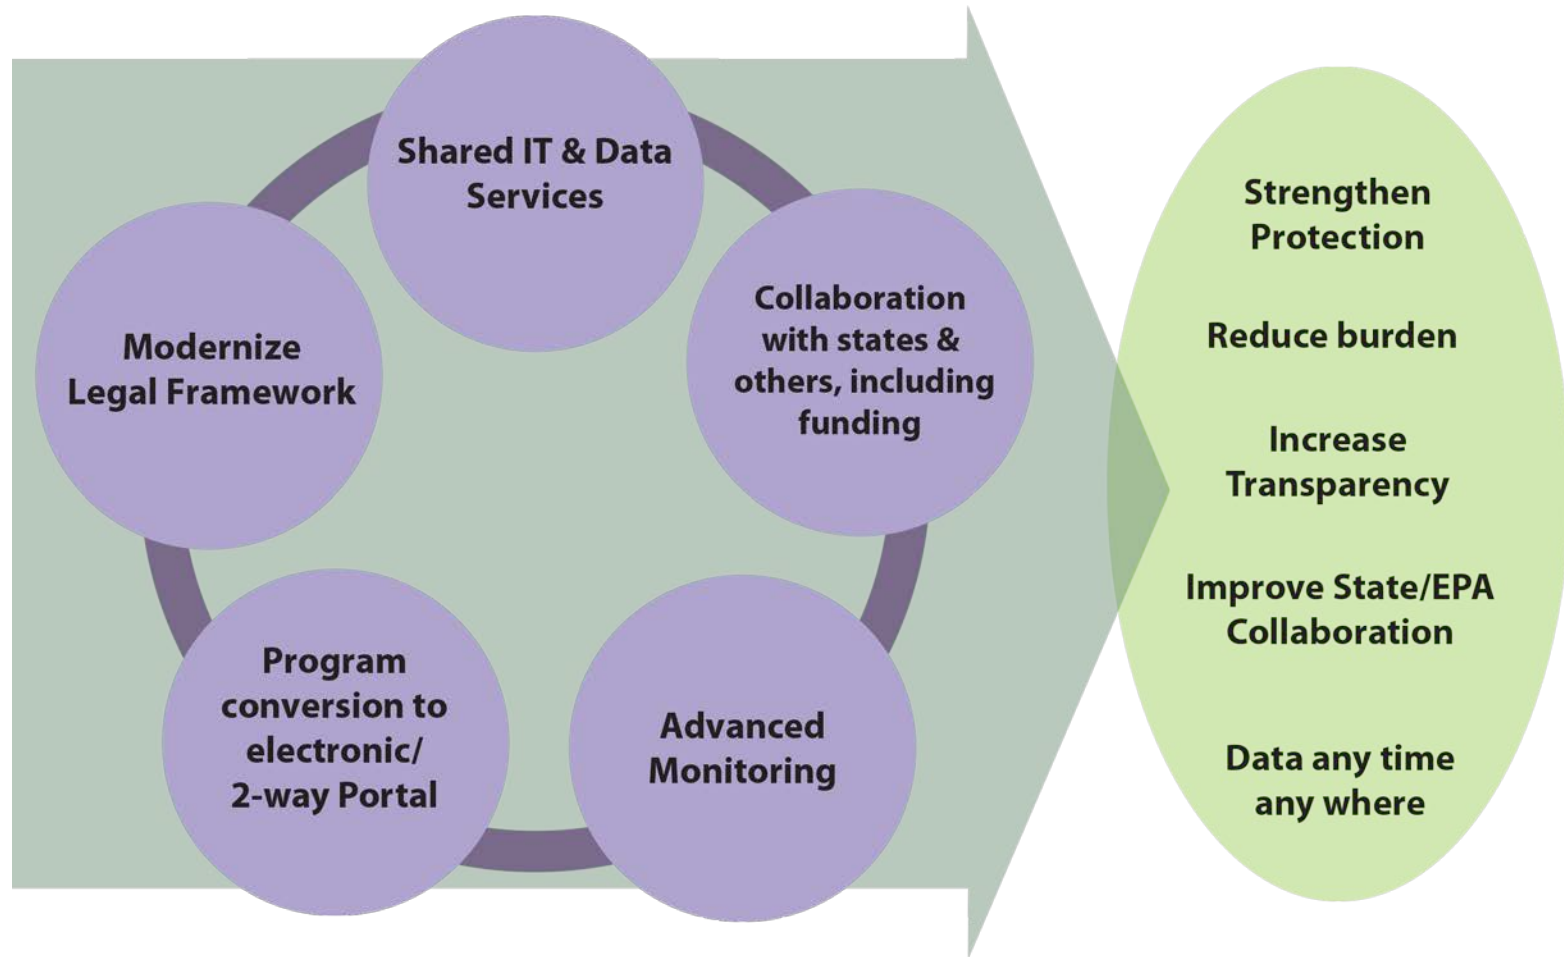 Shared IT & Data
Services
Collaboration
with states &
others, including
funding
Advanced
Monitoring
Program
conversion to
electronic/
2-way Portal
Modernize
Legal Framework
Strengthen
Protection
Reduce burden
Increase
Transparency
Improve State/EPA
Collaboration
Data any time
any where